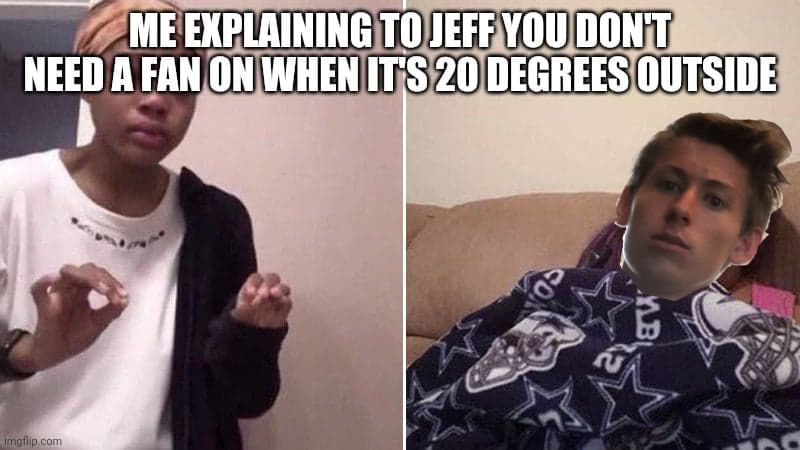 ME EXPLAINING TO JEFF YOU DON'T
NEED A FAN ON WHEN IT'S 20 DEGREES OUTSIDE
imgflip.com